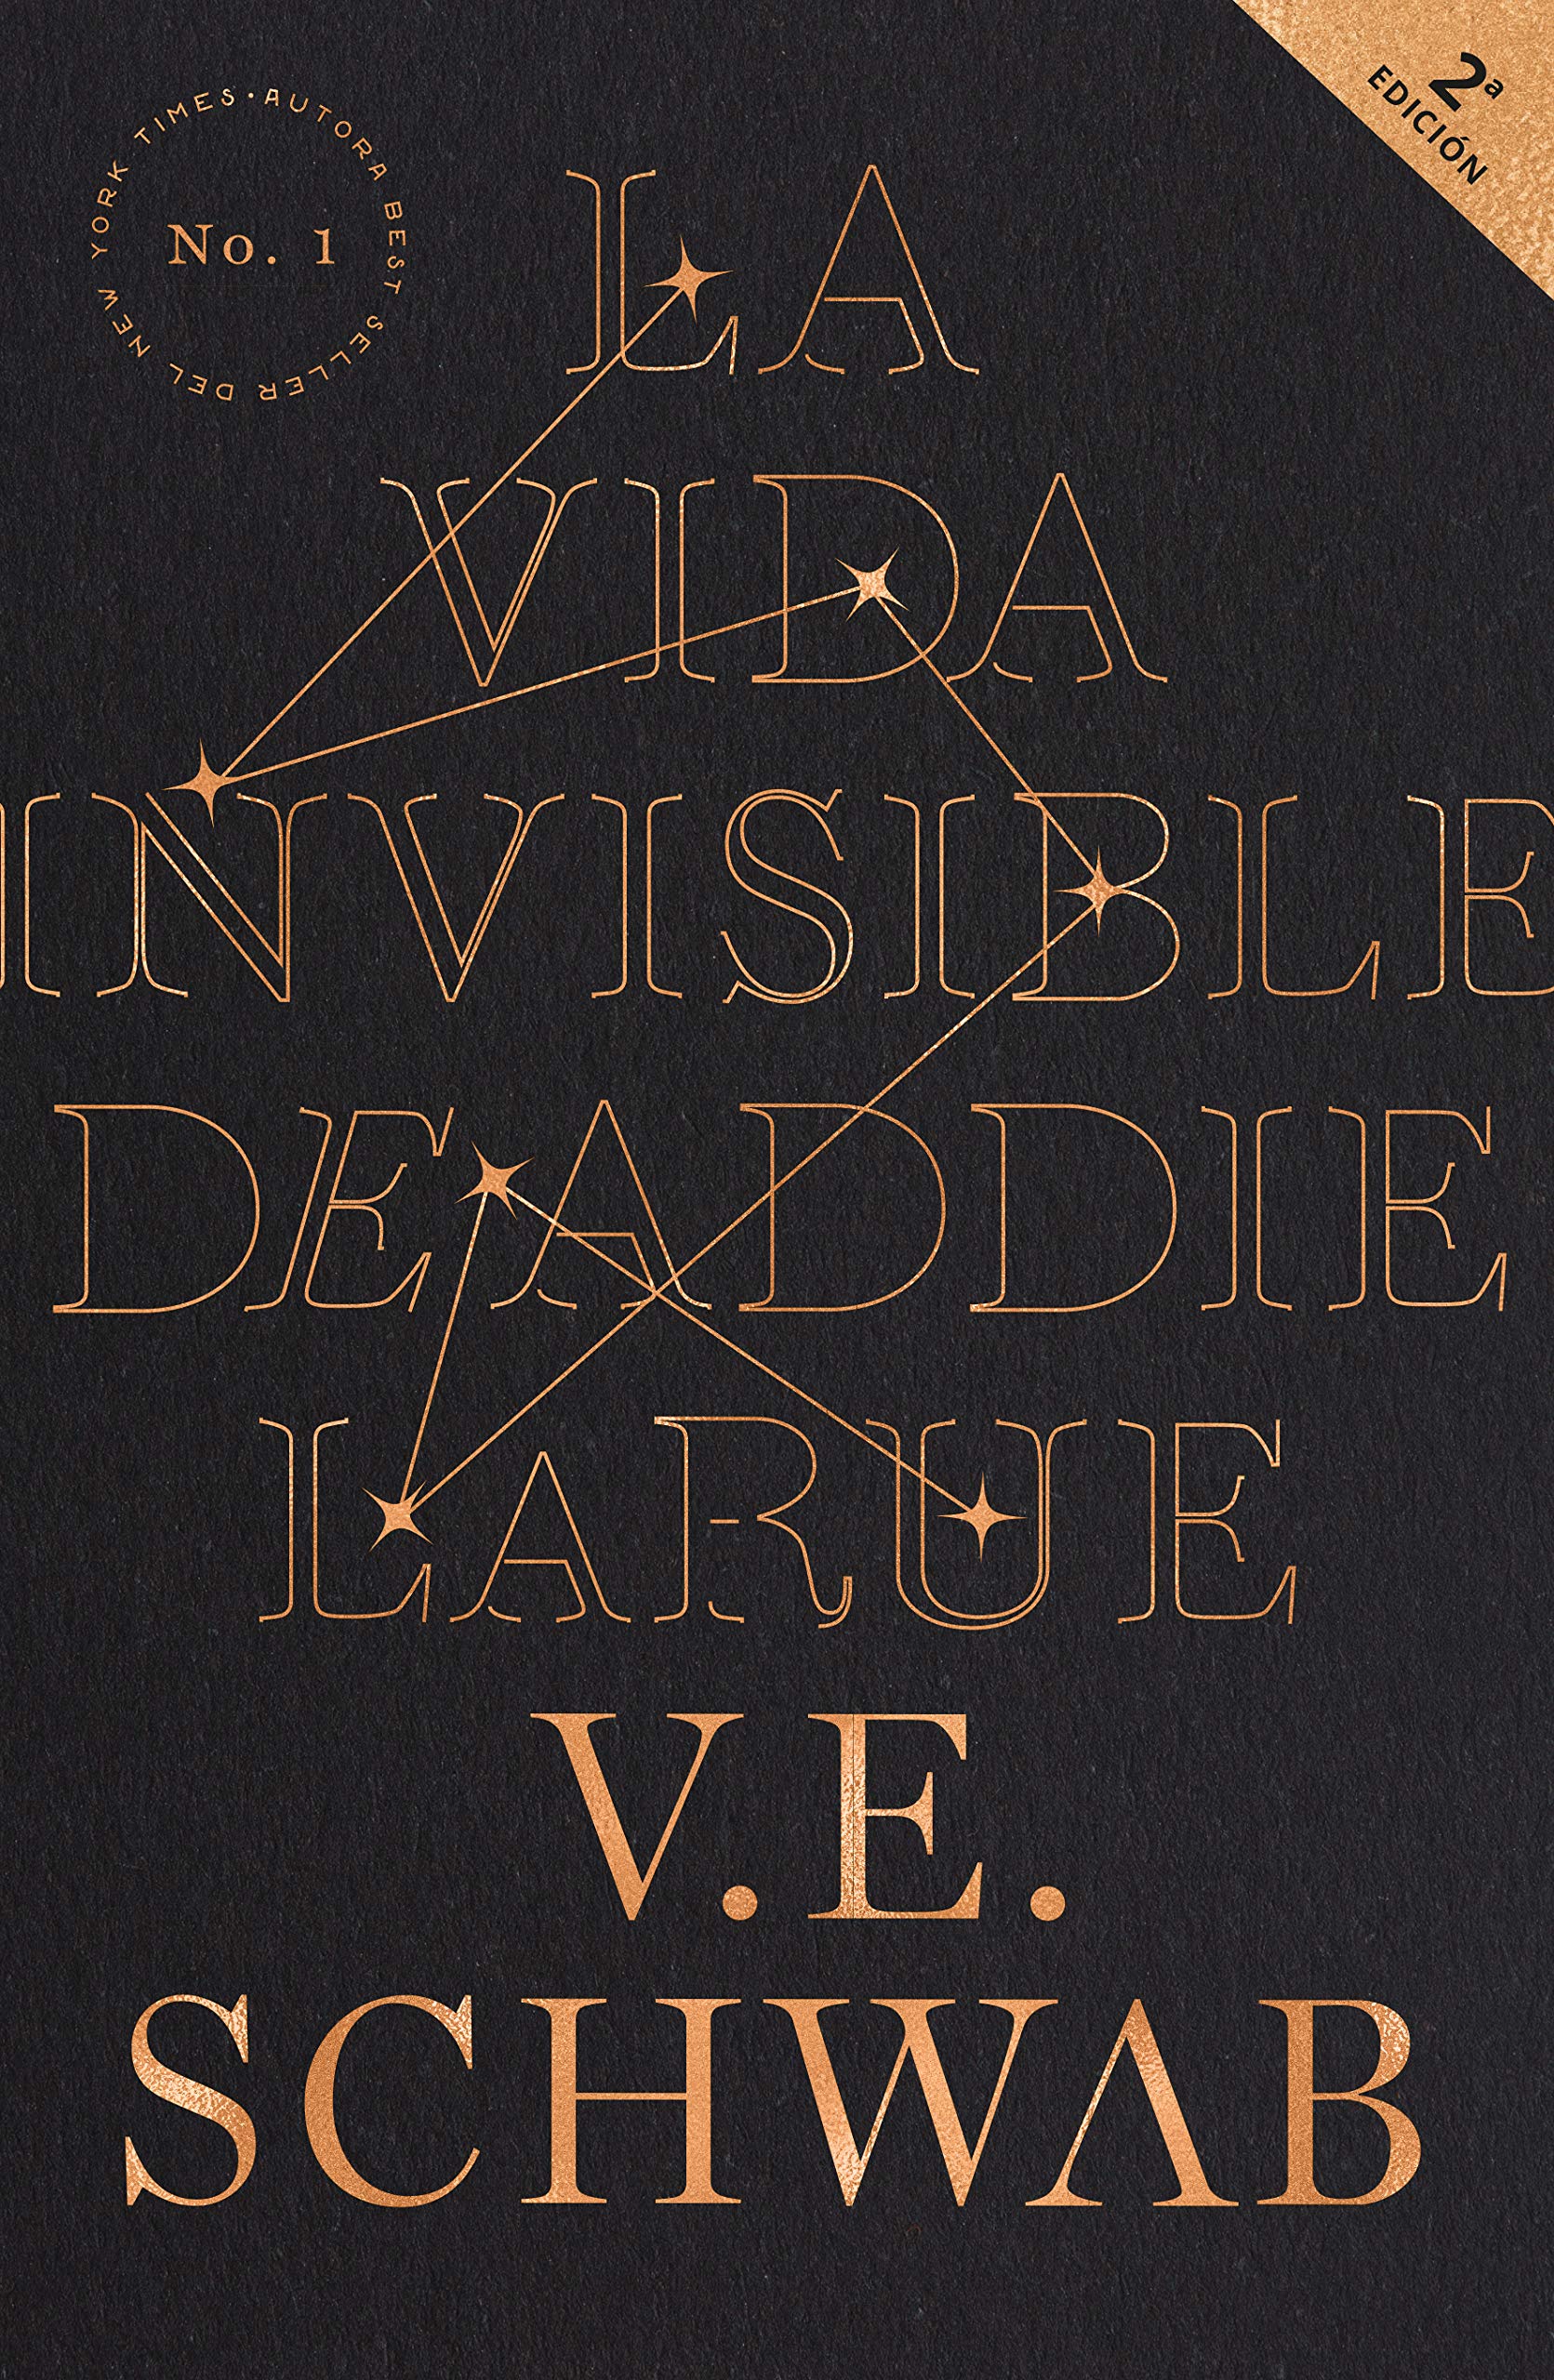 AUTORA BEST SELLER DEL NEW YORK TIMES •
No. 1
2ª
EDICIÓN
LA
VIDA
INVISIBLE
DE ADDIE
LARUE
V.E.
SCHWAB